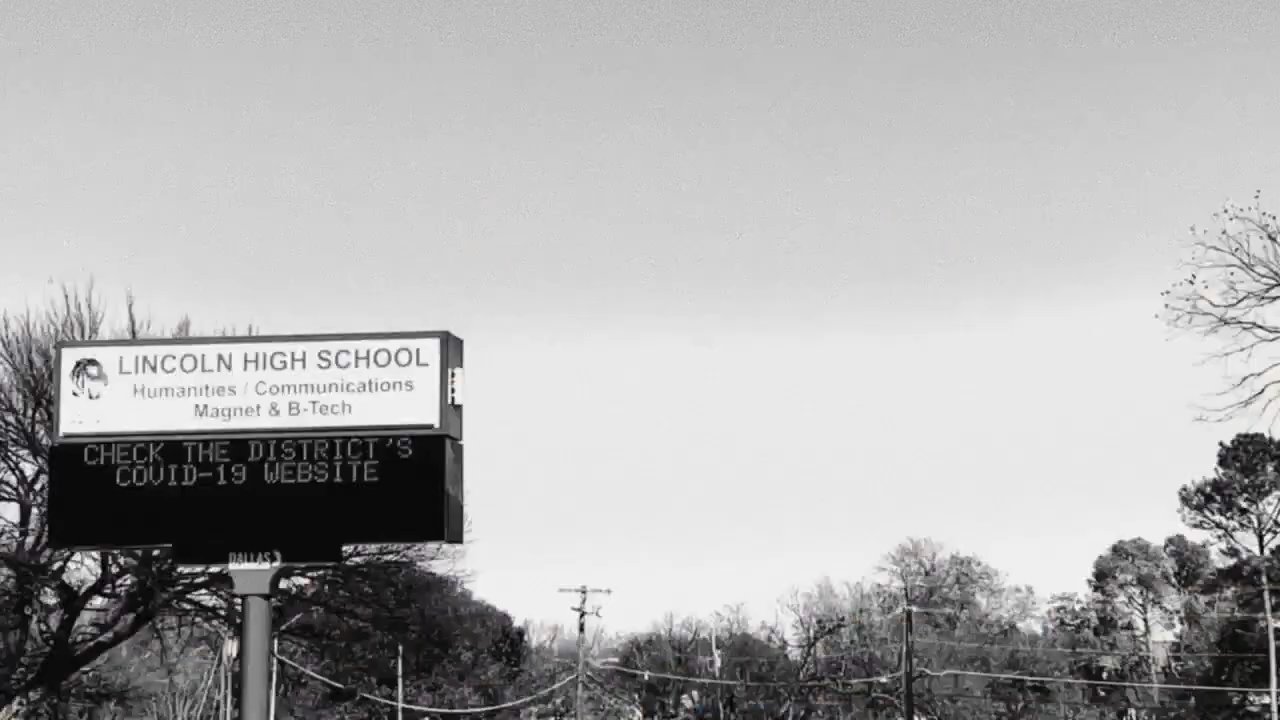 LINCOLN HIGH SCHOOL
Humanities / Communications
Magnet & B-Tech
CHECK THE DISTRICT'S
COVID-19 WEBSITE
DALLAS